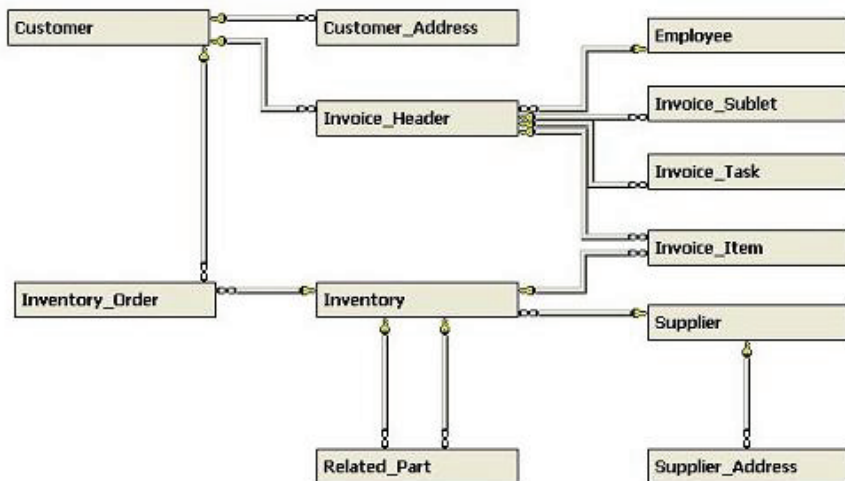 Customer
Customer_Address
Employee
Invoice_Header
Invoice_Sublet
Invoice_Task
Invoice_Item
Inventory_Order
Inventory
Supplier
Related_Part
Supplier_Address